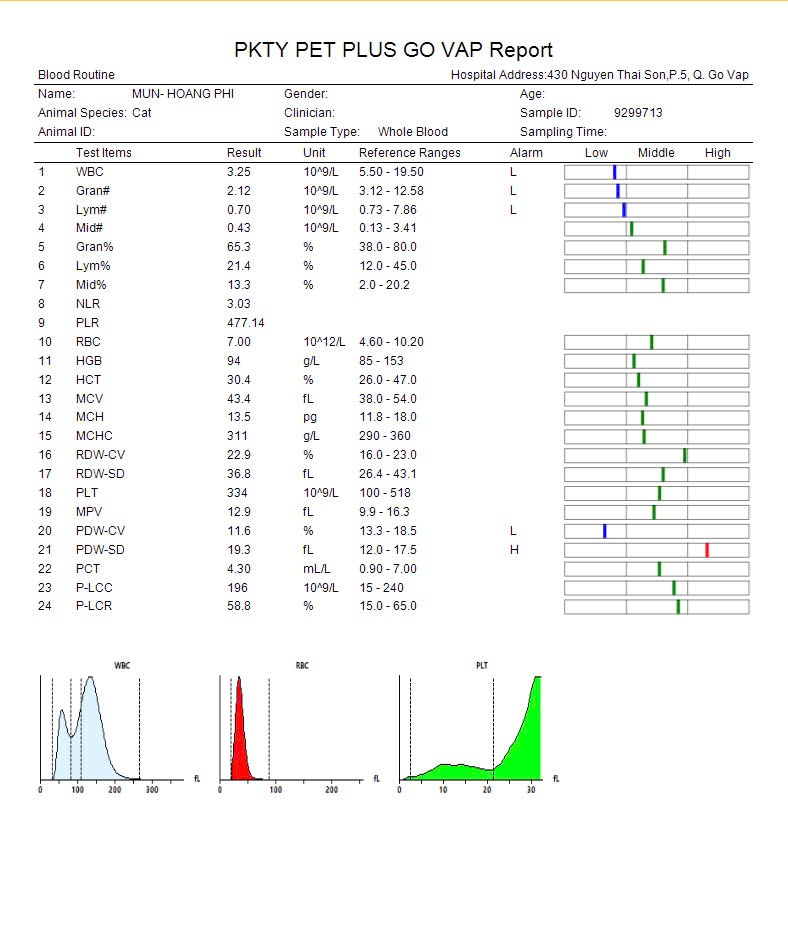 PKTY PET PLUS GO VAP Report
Blood Routine Hospital Address:430 Nguyen Thai Son,P.5, Q. Go Vap
Name: MUN- HOANG PHI Gender: Age:
Animal Species: Cat Clinician: Sample ID: 9299713
Animal ID: Sample Type: Whole Blood Sampling Time:
Test Items Result Unit Reference Ranges Alarm Low Middle High
1 WBC 3.25 10^9/L 5.50 - 19.50 L
2 Gran# 2.12 10^9/L 3.12 - 12.58 L
3 Lym# 0.70 10^9/L 0.73 - 7.86 L
4 Mid# 0.43 10^9/L 0.13 - 3.41
5 Gran% 65.3 % 38.0 - 80.0
6 Lym% 21.4 % 12.0 - 45.0
7 Mid% 13.3 % 2.0 - 20.2
8 NLR 3.03
9 PLR 477.14
10 RBC 7.00 10^12/L 4.60 - 10.20
11 HGB 94 g/L 85 - 153
12 HCT 30.4 % 26.0 - 47.0
13 MCV 43.4 fL 38.0 - 54.0
14 MCH 13.5 pg 11.8 - 18.0
15 MCHC 311 g/L 290 - 360
16 RDW-CV 22.9 % 16.0 - 23.0
17 RDW-SD 36.8 fL 26.4 - 43.1
18 PLT 334 10^9/L 100 - 518
19 MPV 12.9 fL 9.9 - 16.3
20 PDW-CV 11.6 % 13.3 - 18.5 L
21 PDW-SD 19.3 fL 12.0 - 17.5 H
22 PCT 4.30 mL/L 0.90 - 7.00
23 P-LCC 196 10^9/L 15 - 240
24 P-LCR 58.8 % 15.0 - 65.0
WBC RBC PLT
fL fL fL
0 100 200 300 0 100 200 0 10 20 30